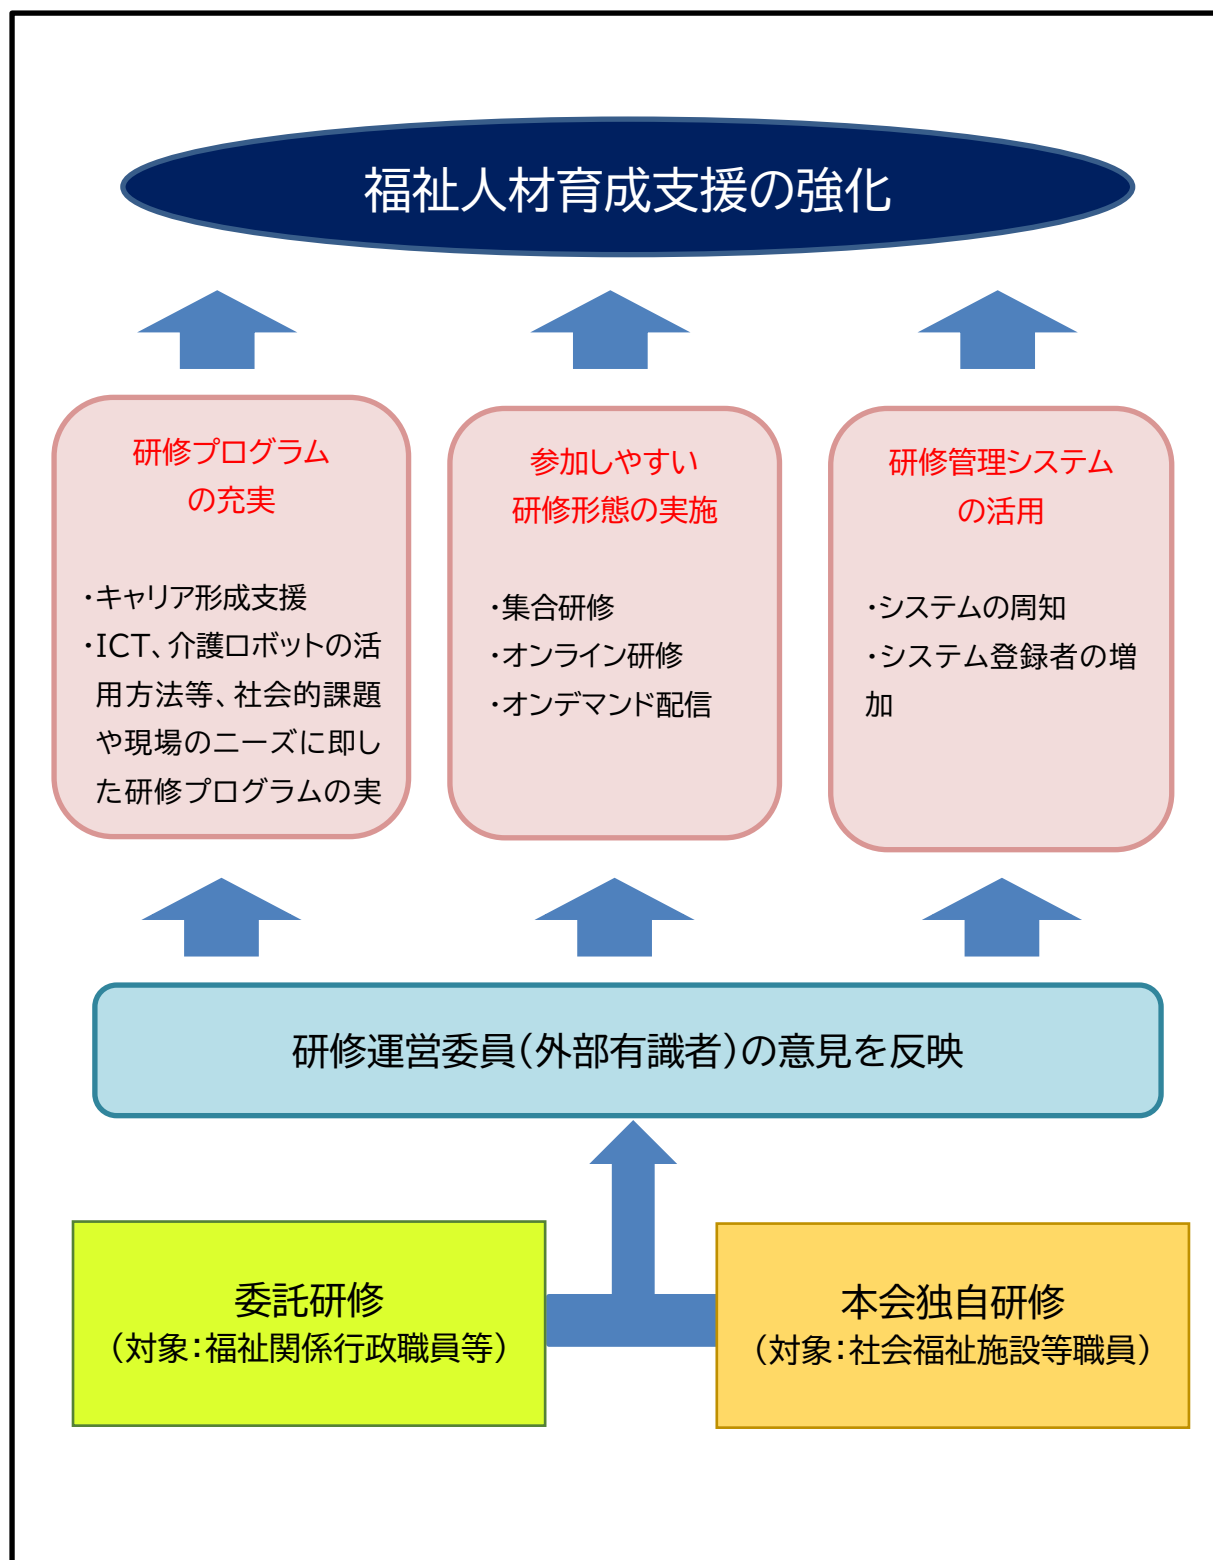 福祉人材育成支援の強化
研修プログラム
の充実
・キャリア形成支援
・ICT、介護ロボットの活
用方法等、社会的課題
や現場のニーズに即し
た研修プログラムの実
参加しやすい
研修形態の実施
・集合研修
・オンライン研修
・オンデマンド配信
研修管理システム
の活用
・システムの周知
・システム登録者の増
加
研修運営委員(外部有識者)の意見を反映
委託研修
(対象:福祉関係行政職員等)
本会独自研修
(対象:社会福祉施設等職員)